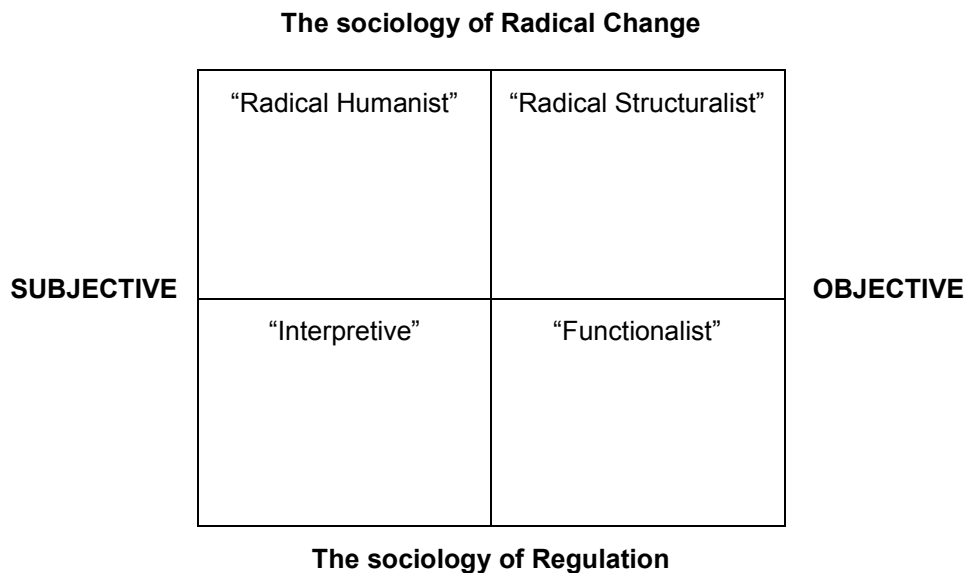 The sociology of Radical Change
“Radical Humanist”
“Radical Structuralist”
SUBJECTIVE
OBJECTIVE
“Interpretive”
“Functionalist”
The sociology of Regulation